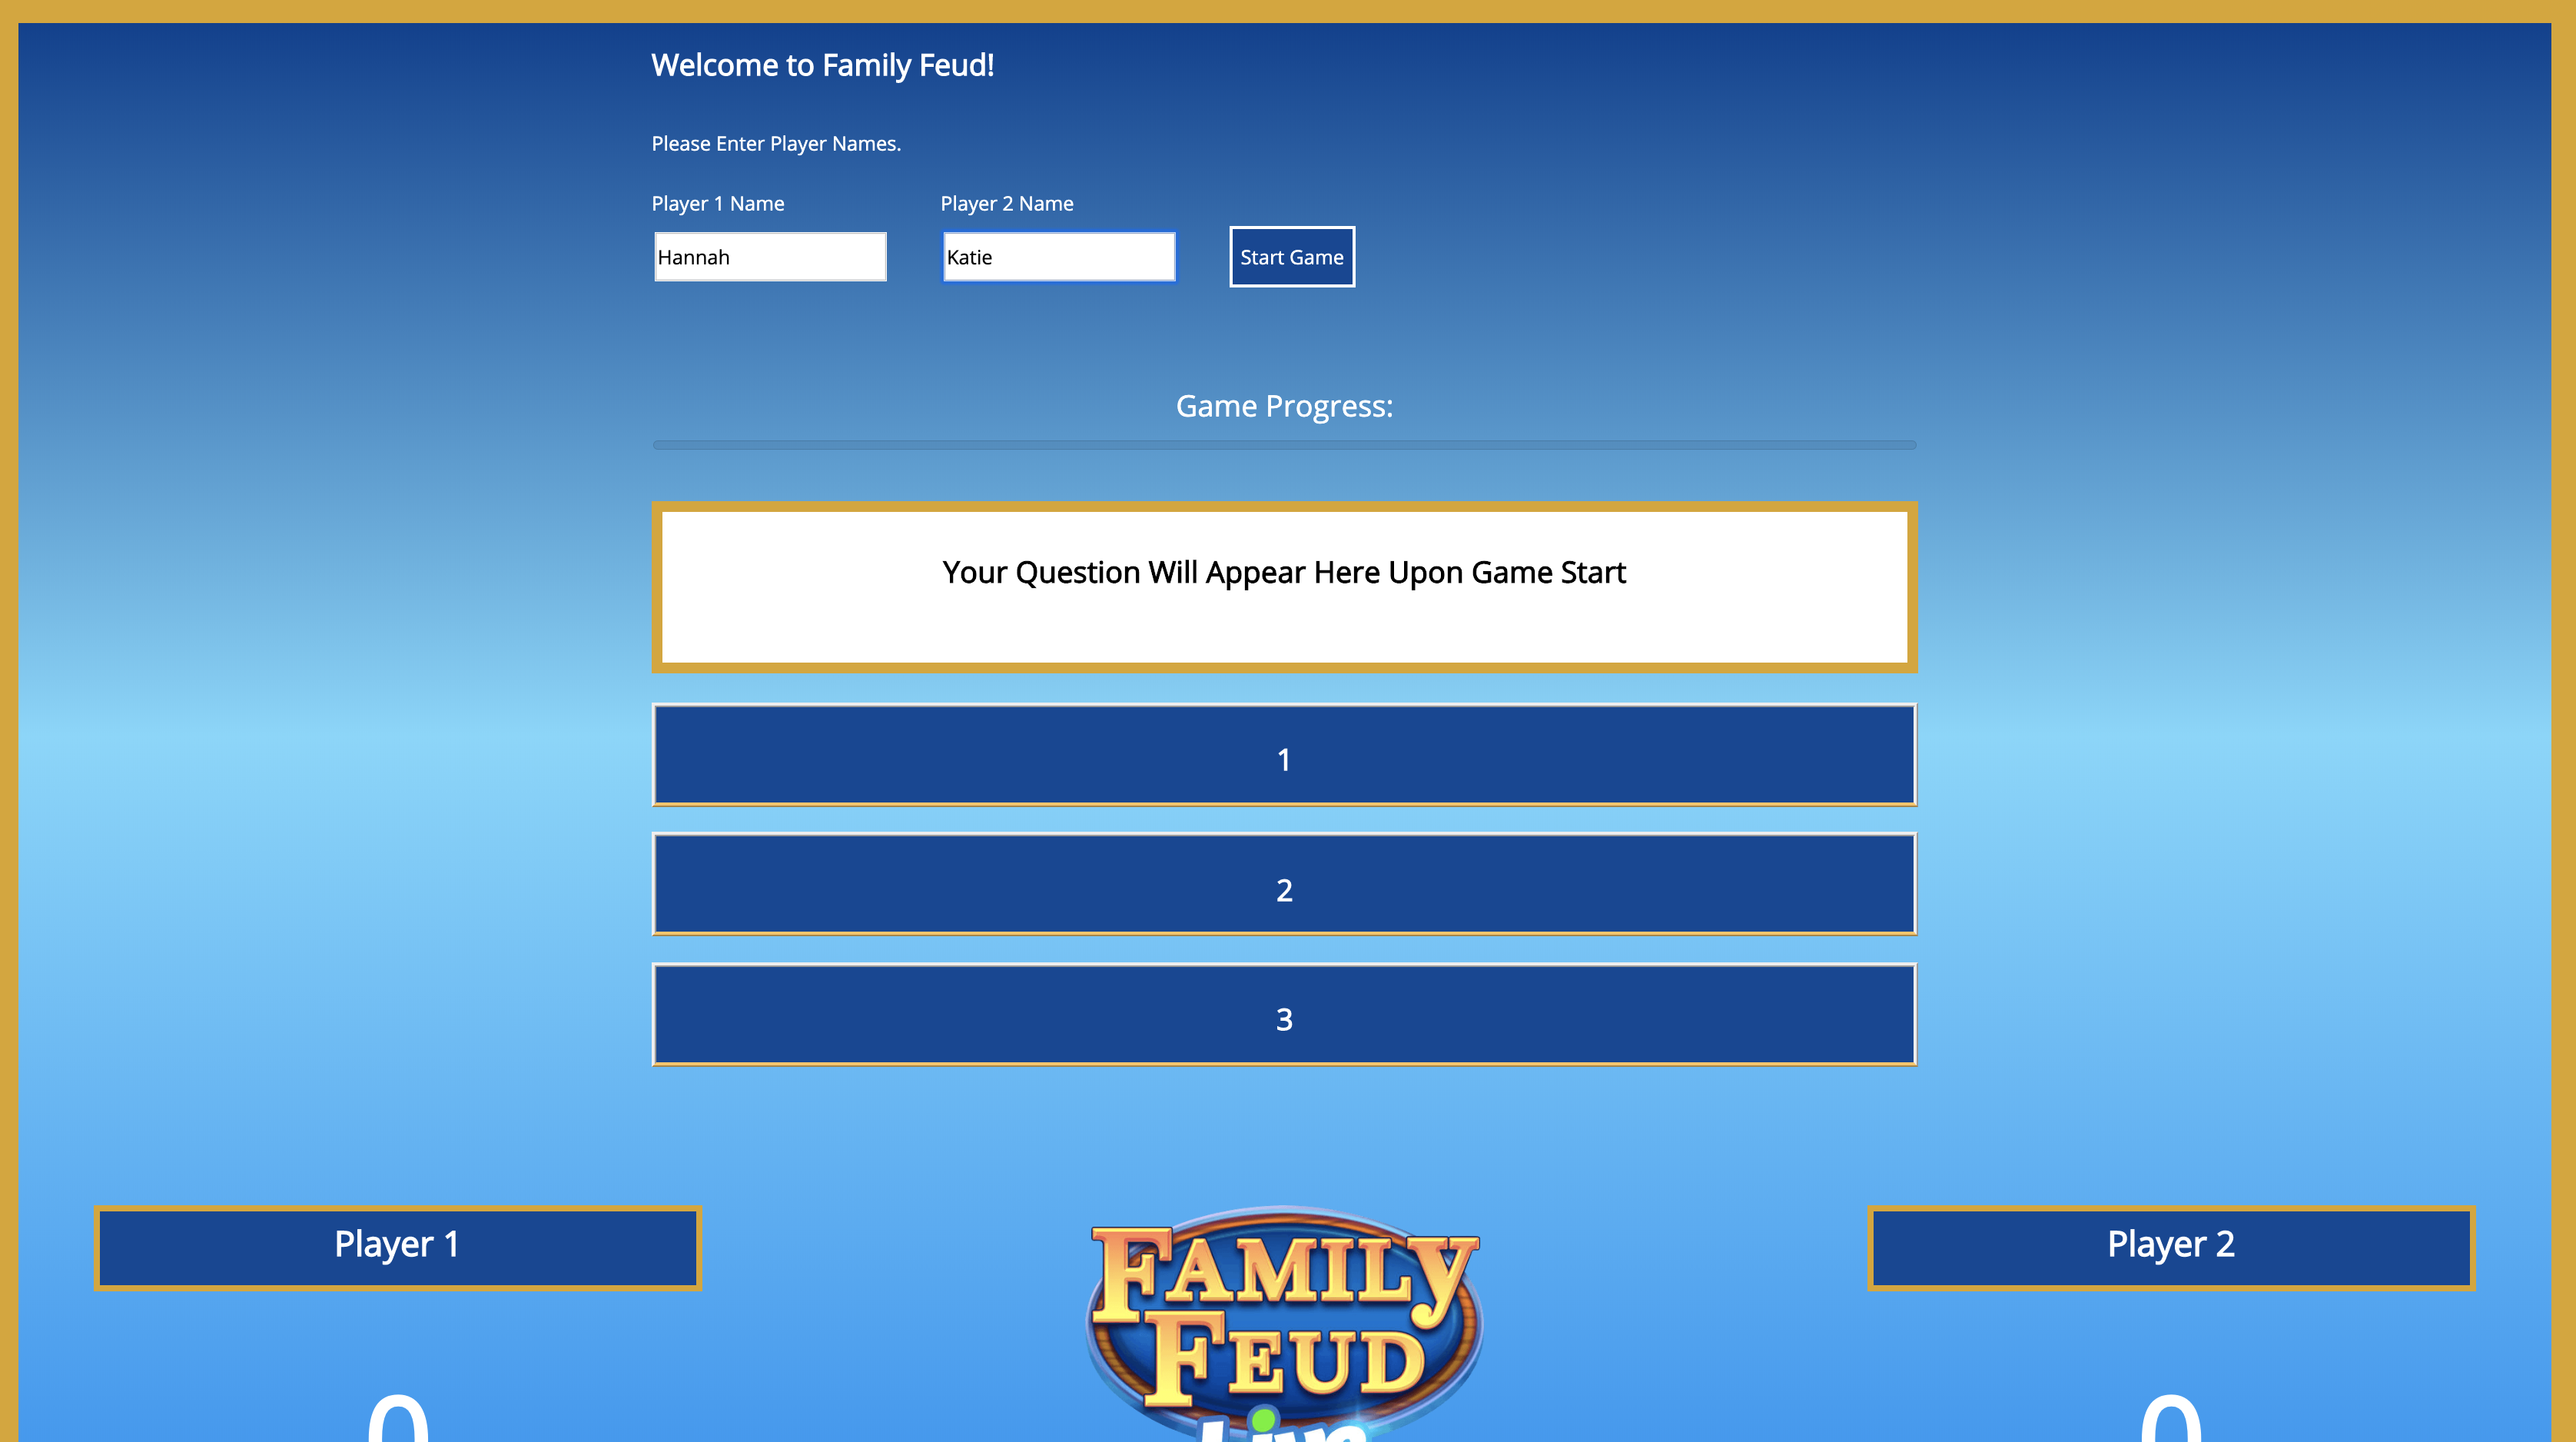 Welcome to Family Feud!
Please Enter Player Names.
Player 1 Name Player 2 Name
Hannah Katie Start Game
Game Progress:
Your Question Will Appear Here Upon Game Start
1
2
3
Player 1 Player 2
FAMILY
FEUD
Live
0 0